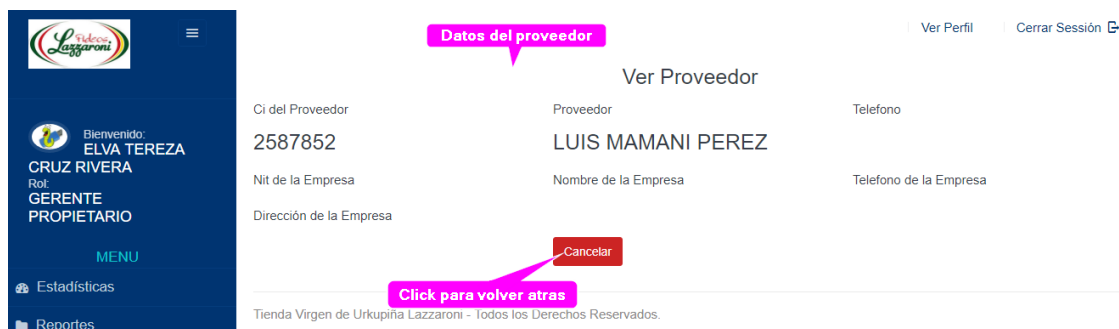 Fideos
Lazzaroni
Datos del proveedor
Ver Perfil
Cerrar Sesión
Ver Proveedor
Ci del Proveedor
Proveedor
Telefono
2587852
LUIS MAMANI PEREZ
Bienvenido:
ELVA TEREZA
CRUZ RIVERA
Rol:
GERENTE
PROPIETARIO
Nit de la Empresa
Nombre de la Empresa
Telefono de la Empresa
Dirección de la Empresa
MENU
Cancelar
Estadísticas
Click para volver atras
Reportes
Tienda Virgen de Urkupiña Lazzaroni - Todos los Derechos Reservados.